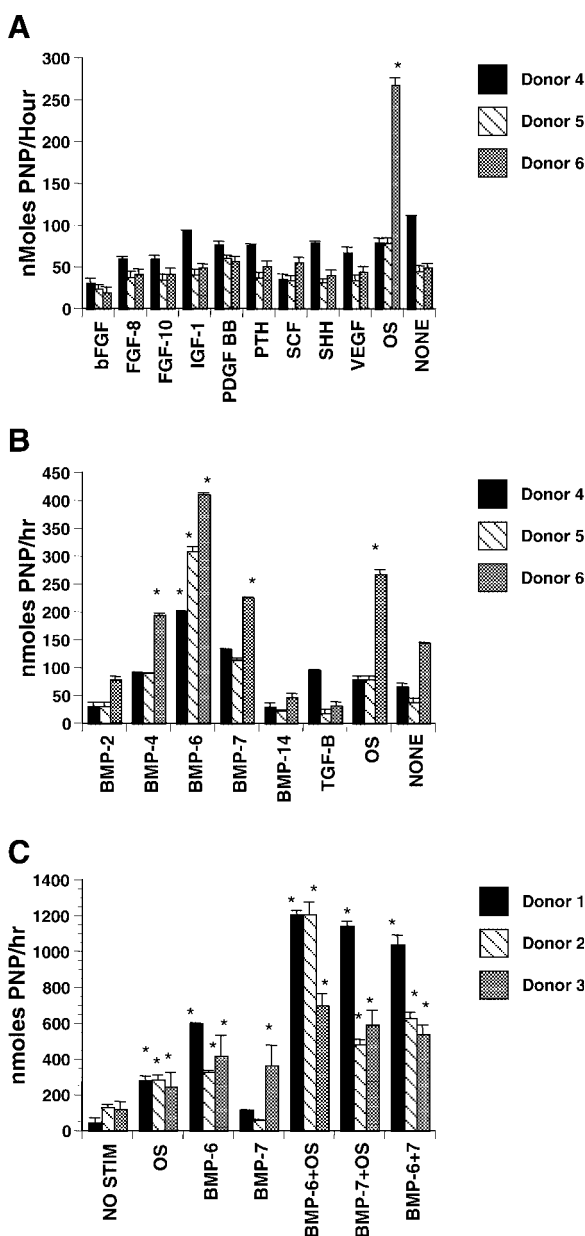 A
nMoles PNP/Hour
300
250
200
150
100
50
0
Donor 4
Donor 5
Donor 6
*
bFGF
FGF-8
FGF-10
IGF-1
PDGF BB
PTH
SCF
SHH
VEGF
OS
NONE
B
nmoles PNP/hr
450
400
350
300
250
200
150
100
50
0
Donor 4
Donor 5
Donor 6
* * * * * *
BMP-2
BMP-4
BMP-6
BMP-7
BMP-14
TGF-B
OS
NONE
C
nmoles PNP/hr
1400
1200
1000
800
600
400
200
0
Donor 1
Donor 2
Donor 3
* * * * * * * * * * * * * * * *
NO STIM
OS
BMP-6
BMP-7
BMP-6+OS
BMP-7+OS
BMP-6+7